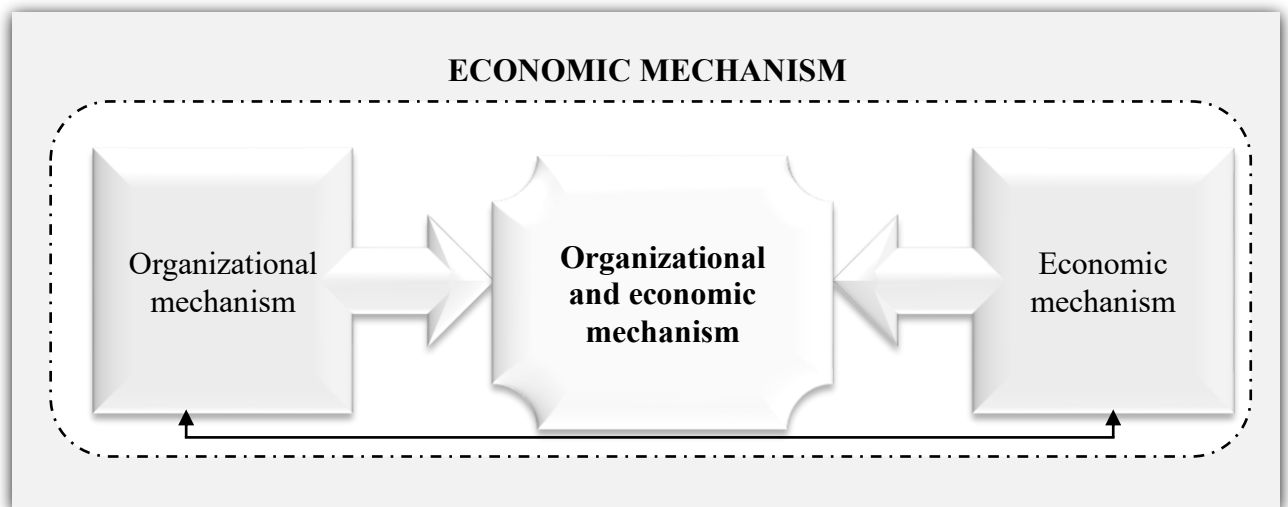 ECONOMIC MECHANISM
Organizational
mechanism
Organizational
and economic
mechanism
Economic
mechanism